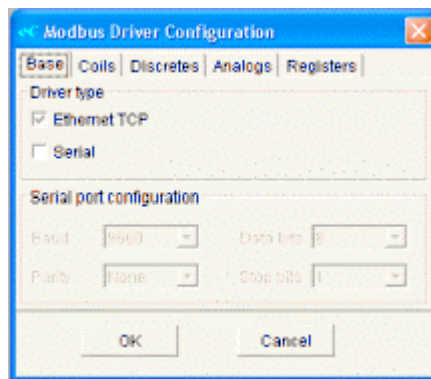 Modbus Driver Configuration
Base Coils Discretes Analogs Registers
Driver type
Ethernet TCP
Serial
Serial port configuration
Baud 9600 Data bits 8
Parity None Stop bits 1
OK Cancel